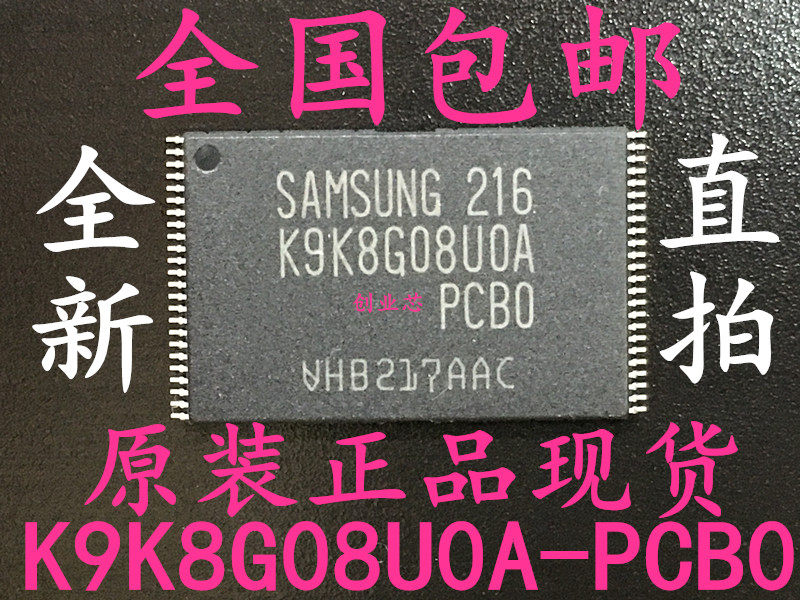 全国包邮
全新
直拍
SAMSUNG 216
K9K8G08U0A
创业芯
PCB0
VHB217AAC
原装正品现货
K9K8G08U0A-PCB0